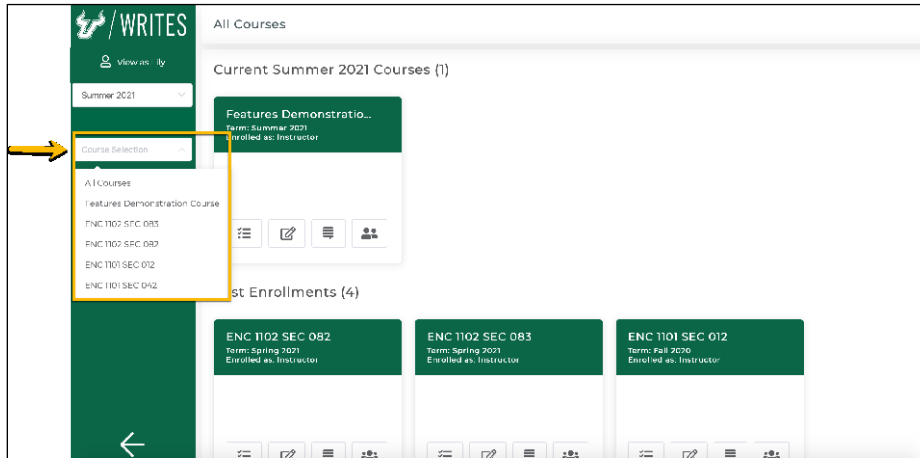 /WRITES
All Courses
View as Lily
Current Summer 2021 Courses (1)
Summer 2021
Features Demonstratio...
Term: Summer 2021
Enrolled as: Instructor
Course Selection
All Courses
Features Demonstration Course
ENC 1102 SEC 083
ENC 1102 SEC 082
ENC 1101 SEC 012
ENC 1101 SEC 042
st Enrollments (4)
ENC 1102 SEC 082
Term: Spring 2021
Enrolled as: Instructor
ENC 1102 SEC 083
Term: Spring 2021
Enrolled as: Instructor
ENC 1101 SEC 012
Term: Fall 2020
Enrolled as: Instructor